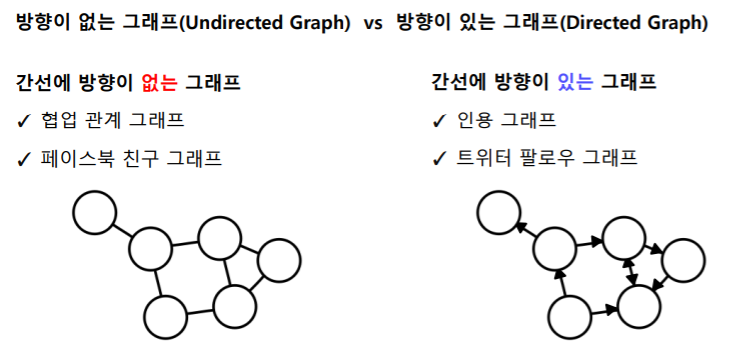 방향이 없는 그래프(Undirected Graph) vs 방향이 있는 그래프(Directed Graph)
간선에 방향이 없는 그래프
✓ 협업 관계 그래프
✓ 페이스북 친구 그래프
간선에 방향이 있는 그래프
✓ 인용 그래프
✓ 트위터 팔로우 그래프